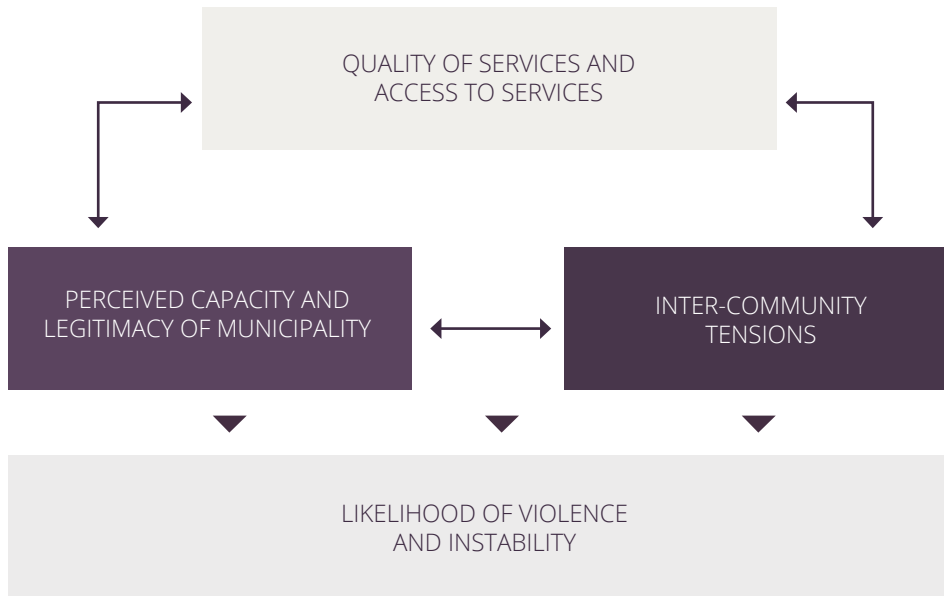 QUALITY OF SERVICES AND
ACCESS TO SERVICES
PERCEIVED CAPACITY AND
LEGITIMACY OF MUNICIPALITY
INTER-COMMUNITY
TENSIONS
LIKELIHOOD OF VIOLENCE
AND INSTABILITY